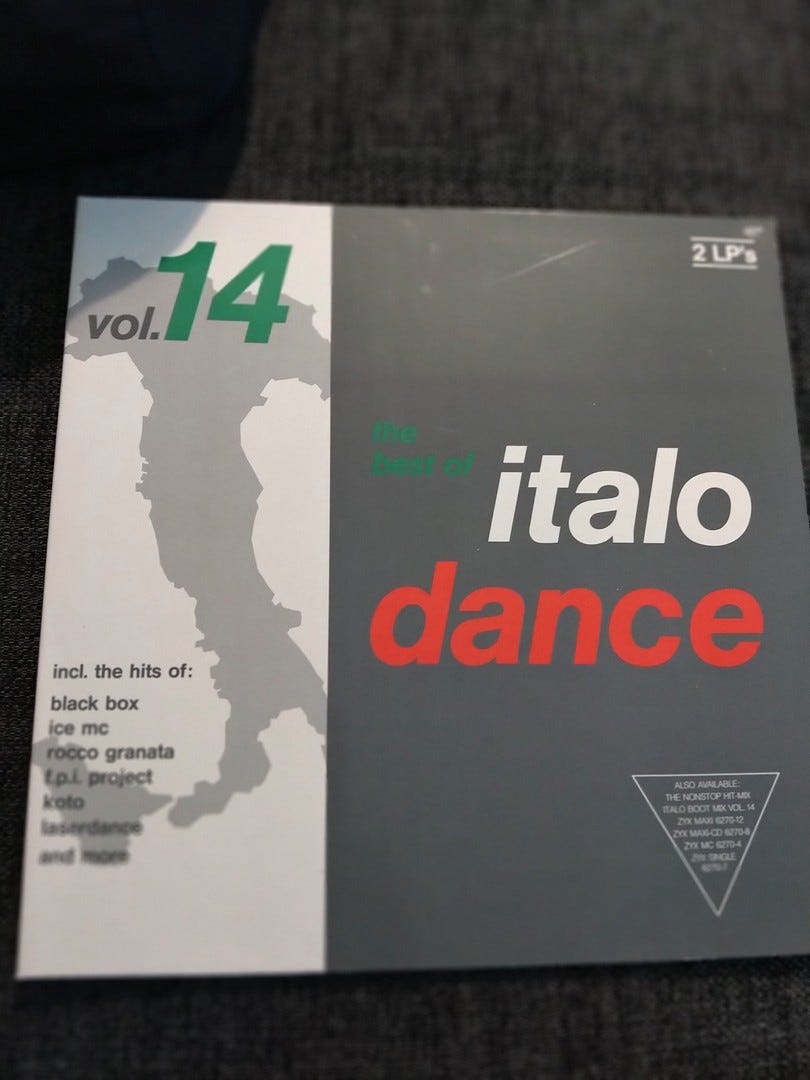 2 LP's
vol.14
the
best of
italo
dance
incl. the hits of:
black box
ice mc
rocco granata
f.p.i. project
koto
laserdance
and more
ALSO AVAILABLE:
THE NONSTOP HIT-MIX
ITALO BOOT MIX VOL. 14
ZYX MAXI 6270-12
ZYX MAXI-CD 6270-8
ZYX MC 6270-4
ZYX SINGLE
6270-7